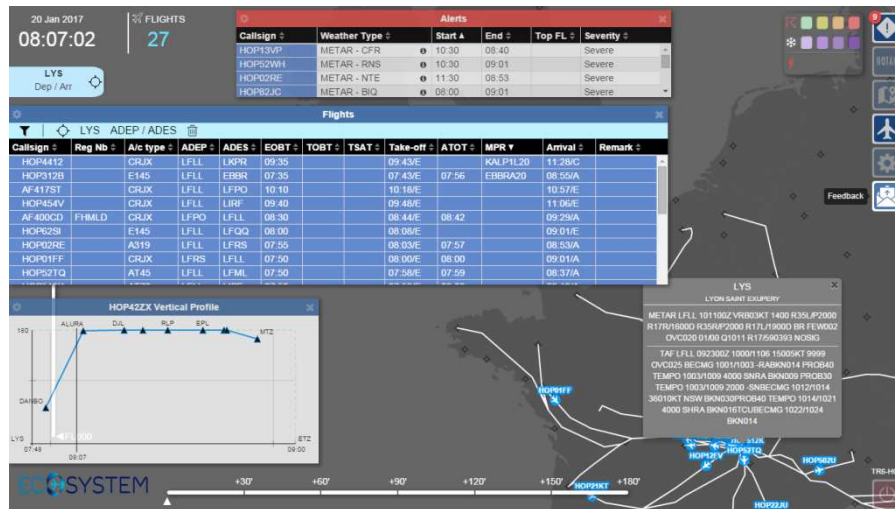 20 Jan 2017
08:07:02
FLIGHTS
27
LYS
Dep / Arr
Alerts
Callsign Weather Type Start End Top FL Severity
HOP13VP METAR - CFR 10:30 08:40 Severe
HOP52WH METAR - RNS 10:30 09:01 Severe
HOP02RE METAR - NTE 11:30 08:53 Severe
HOP82JC METAR - BIQ 08:00 09:01 Severe
9
NOTAM
Feedback
Flights
LYS ADEP / ADES
Callsign Reg Nb A/c type ADEP ADES EOBT TOBT TSAT Take-off ATOT MPR Arrival Remark
HOP4412 CRJX LFLL LKPR 09:35 09:43/E KALP1L20 11:28/C
HOP312B E145 LFLL EBBR 07:35 07:43/E 07:56 EBBRA20 08:55/A
AF417ST CRJX LFLL LFPO 10:10 10:18/E 10:57/E
HOP454V CRJX LFLL LIRF 09:40 09:48/E 11:06/E
AF400CD FHMLD CRJX LFPO LFLL 08:30 08:44/E 08:42 09:29/A
HOP62SI E145 LFLL LFQQ 08:00 08:08/E 09:01/E
HOP02RE A319 LFLL LFRS 07:55 08:03/E 07:57 08:53/A
HOP01FF CRJX LFRS LFLL 07:50 08:00/E 08:00 09:01/A
HOP52TQ AT45 LFLL LFML 07:50 07:58/E 07:59 08:37/A
HOP42ZX Vertical Profile
180
ALURA DJL RLP EPL MTZ
LYS FL000 ETZ
07:48 09:00
09:07
LYS
LYON SAINT EXUPERY
METAR LFLL 101100Z VRB03KT 1400 R35L/P2000
R17R/1600D R35R/P2000 R17L/1900D BR FEW002
OVC020 01/00 Q1011 R17/590393 NOSIG
TAF LFLL 092300Z 1000/1106 15005KT 9999
OVC025 BECMG 1001/1003 -RABKN014 PROB40
TEMPO 1003/1009 4000 SNRA BKN009 PROB30
TEMPO 1003/1009 2000 -SNBECMG 1012/1014
36010KT NSW BKN030PROB40 TEMPO 1014/1021
4000 SHRA BKN016TCUBECMG 1022/1024
BKN014
HOP01FF
HOP52TQ
HOP12FV
HOP502U
HOP21KT
HOP22JU
ECOSYSTEM
+30' +60' +90' +120' +150' +180'